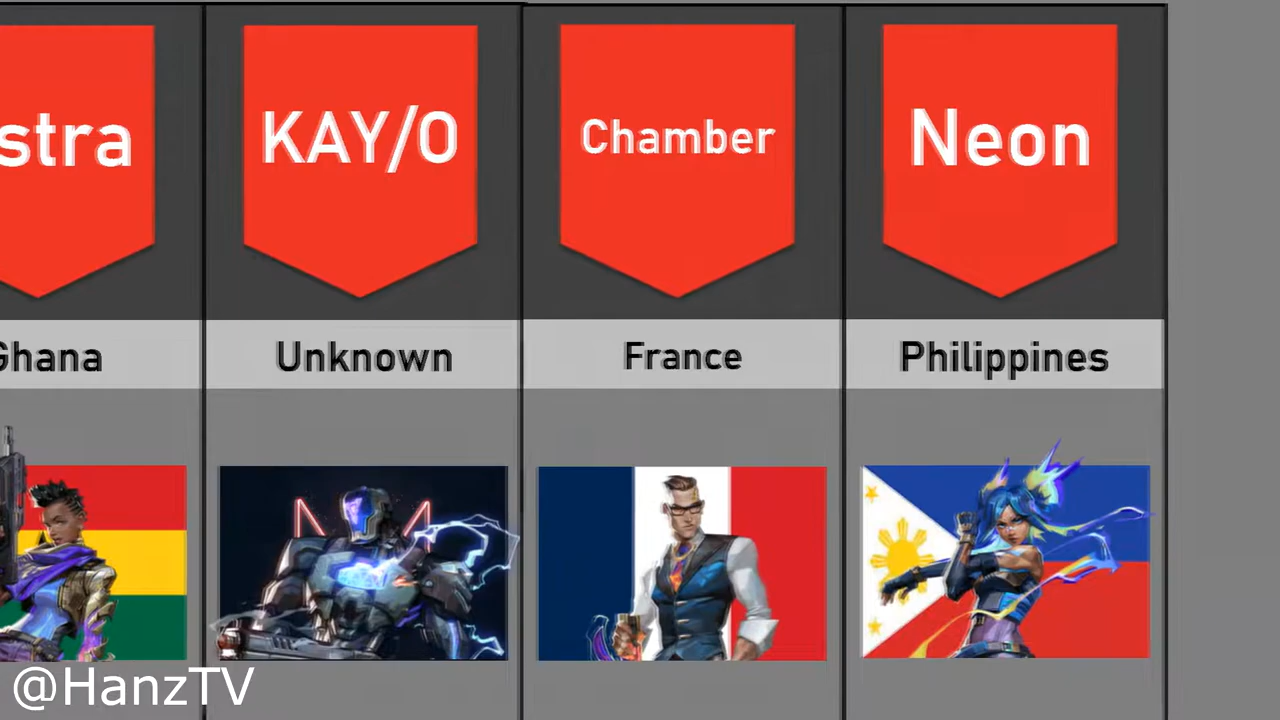 stra
KAY/O
Chamber
Neon
Ghana
Unknown
France
Philippines
@HanzTV